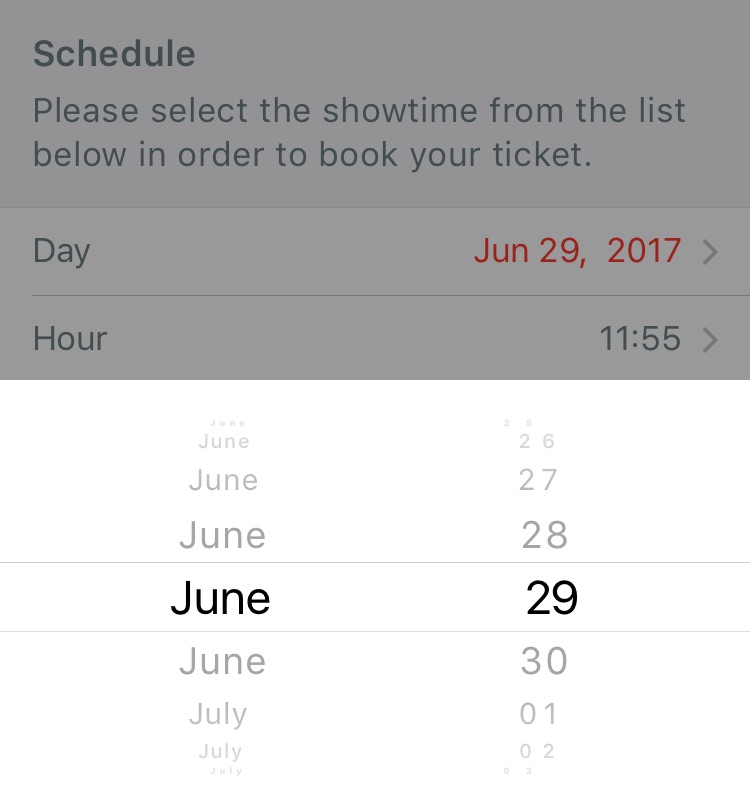 Schedule
Please select the showtime from the list
below in order to book your ticket.
Day Jun 29, 2017
Hour 11:55
June 25
June 26
June 27
June 28
June 29
June 30
July 01
July 02
July 03